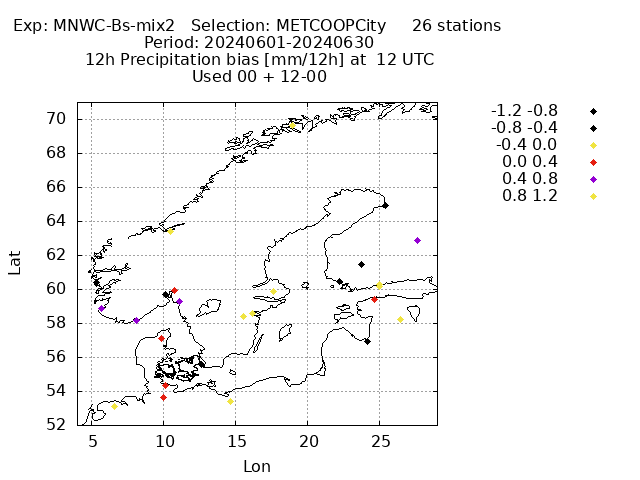 Exp: MNWC-Bs-mix2   Selection: METCOOPCity     26 stations
Period: 20240601-20240630
12h Precipitation bias [mm/12h] at  12 UTC
Used 00 + 12-00
-1.2 -0.8
-0.8 -0.4
-0.4 0.0
0.0 0.4
0.4 0.8
0.8 1.2
Lat
70
68
66
64
62
60
58
56
54
52
5 10 15 20 25
Lon